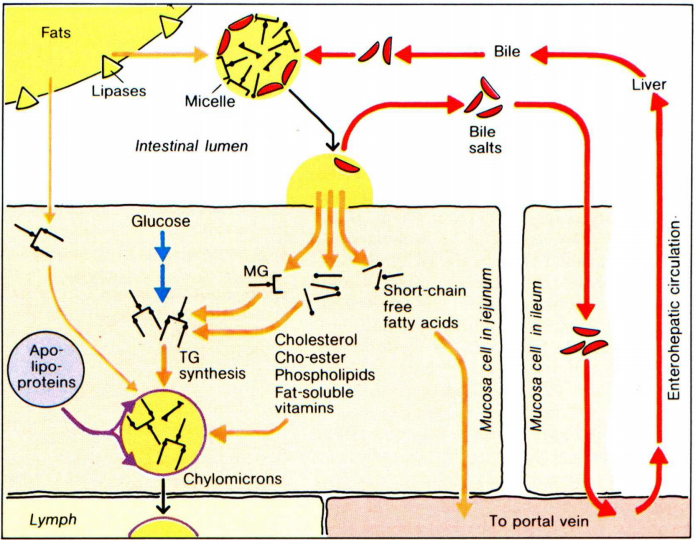 Fats
Lipases
Micelle
Bile
Liver
Bile
salts
Intestinal lumen
Glucose
MG
Short-chain
free
fatty acids
TG
synthesis
Cholesterol
Cho-ester
Phospholipids
Fat-soluble
vitamins
Apo-
lipo-
proteins
Chylomicrons
Mucosa cell in jejunum
Mucosa cell in ileum
Enterohepatic circulation
Lymph
To portal vein